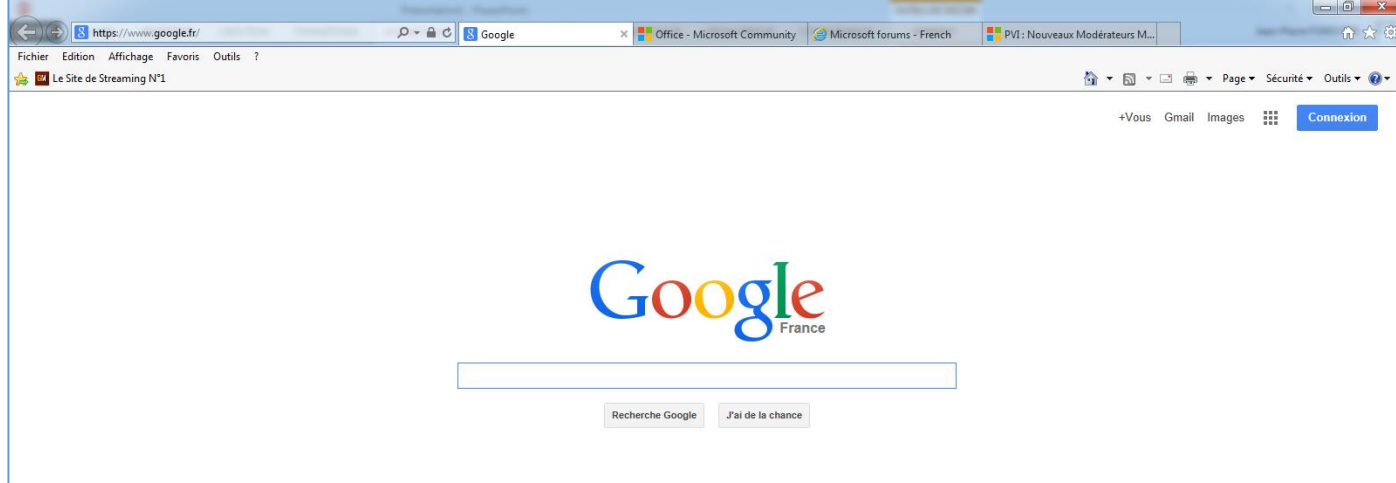 https://www.google.fr/ Google Office - Microsoft Community Microsoft forums - French PVI : Nouveaux Modérateurs M...
Fichier Edition Affichage Favoris Outils ?
Le Site de Streaming N°1 Page Sécurité Outils
+Vous Gmail Images Connexion
Google
France
Recherche Google J'ai de la chance